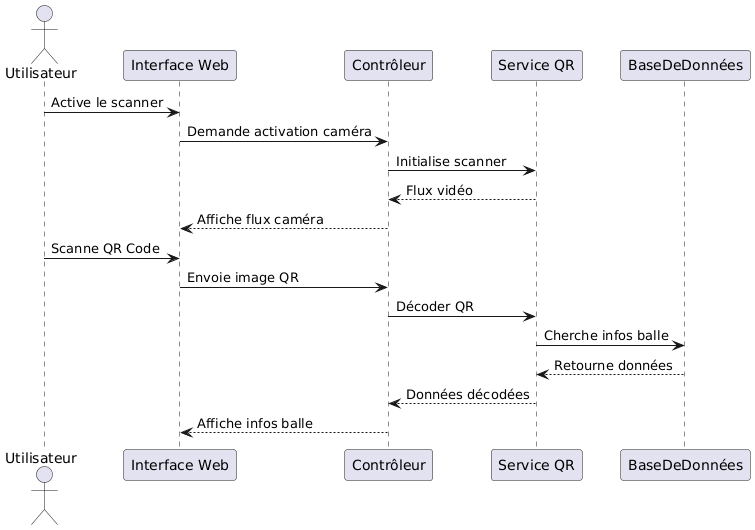 Utilisateur
Interface Web
Contrôleur
Service QR
BaseDeDonnées
Active le scanner
Demande activation caméra
Initialise scanner
Flux vidéo
Affiche flux caméra
Scanne QR Code
Envoie image QR
Décoder QR
Cherche infos balle
Retourne données
Données décodées
Affiche infos balle
Utilisateur
Interface Web
Contrôleur
Service QR
BaseDeDonnées